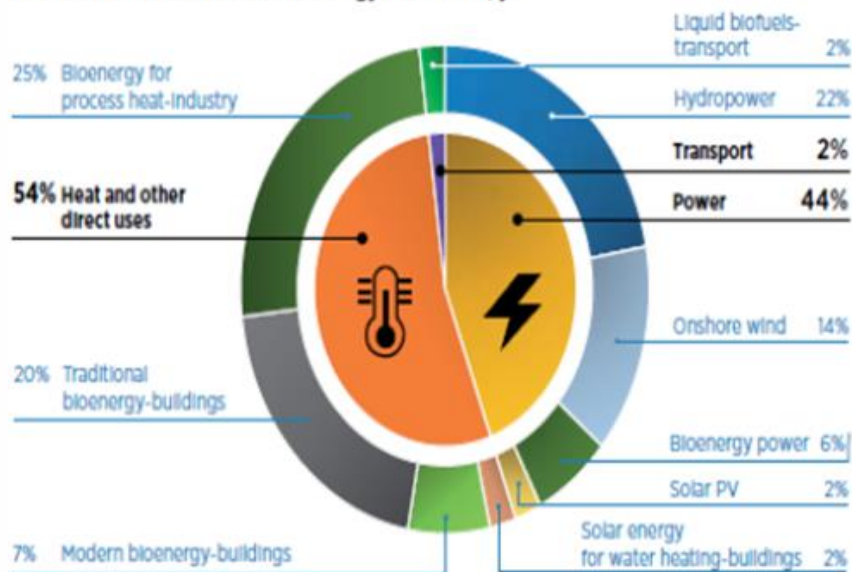 25% Bioenergy for
process heat-industry
54% Heat and other
direct uses
20% Traditional
bioenergy-buildings
7% Modern bioenergy-buildings
Liquid biofuels-
transport 2%
Hydropower 22%
Transport 2%
Power 44%
Onshore wind 14%
Bioenergy power 6%
Solar PV 2%
Solar energy
for water heating-buildings 2%